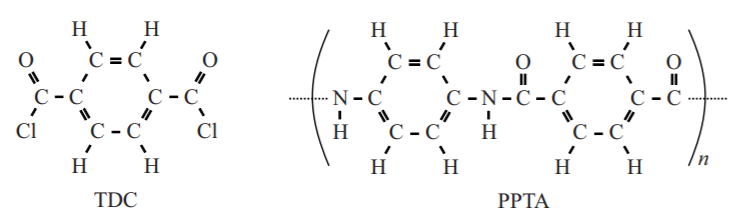 H H H H H H
O C = C O C = C O C = C O
C – C C – C N – C C – N – C – C C – C
Cl C – C Cl H C – C H C – C
H H H H H H n
TDC PPTA